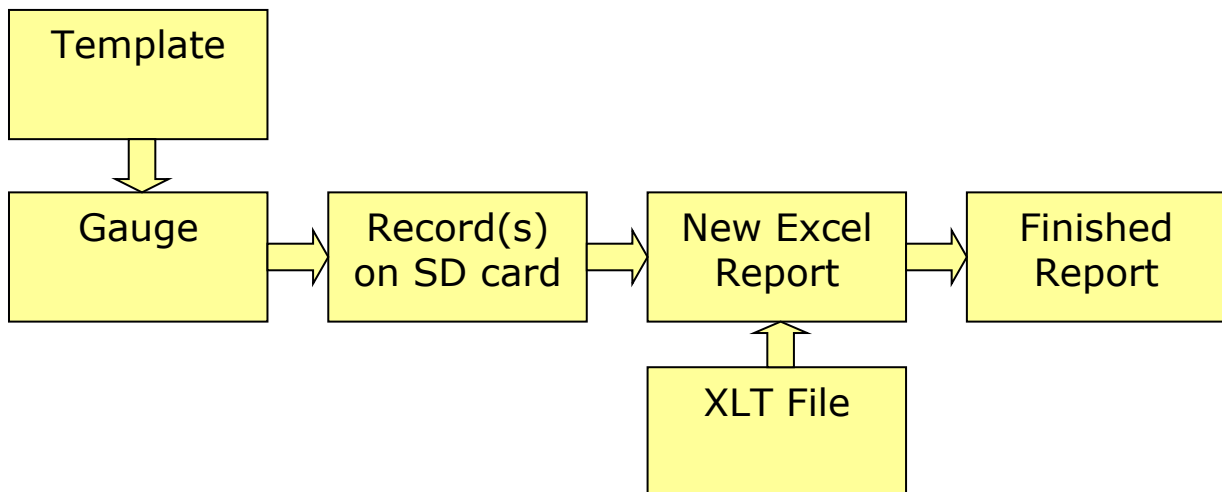 Template
Gauge
Record(s)
on SD card
New Excel
Report
Finished
Report
XLT File